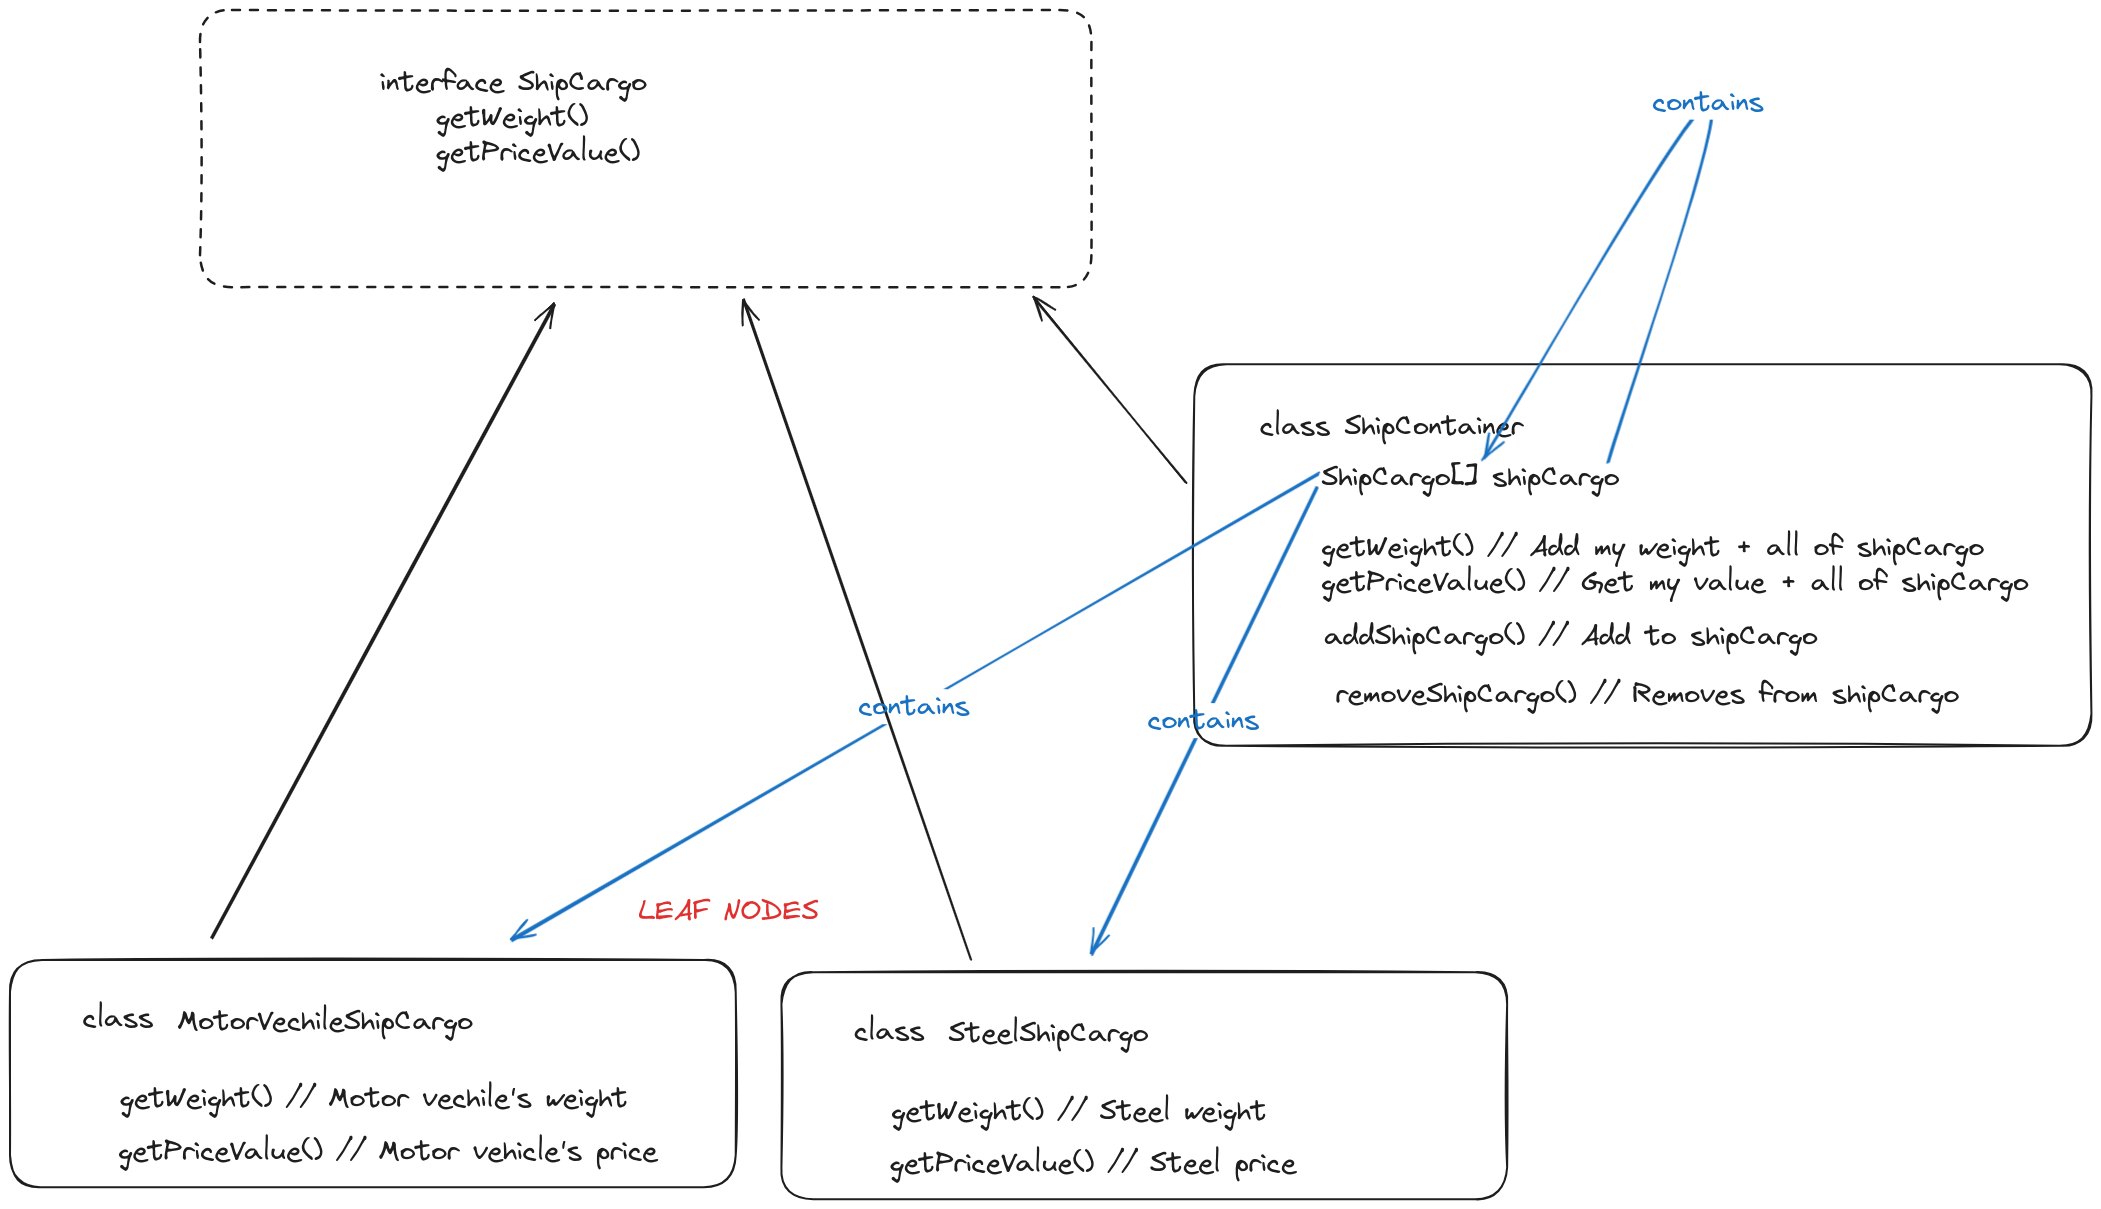 interface ShipCargo
getWeight()
getPriceValue()
contains
class ShipContainer
ShipCargo[] shipCargo
getWeight() // Add my weight + all of shipCargo
getPriceValue() // Get my value + all of shipCargo
addShipCargo() // Add to shipCargo
removeShipCargo() // Removes from shipCargo
contains
contains
LEAF NODES
class MotorVechileShipCargo
getWeight() // Motor vechile's weight
getPriceValue() // Motor vehicle's price
class SteelShipCargo
getWeight() // Steel weight
getPriceValue() // Steel price